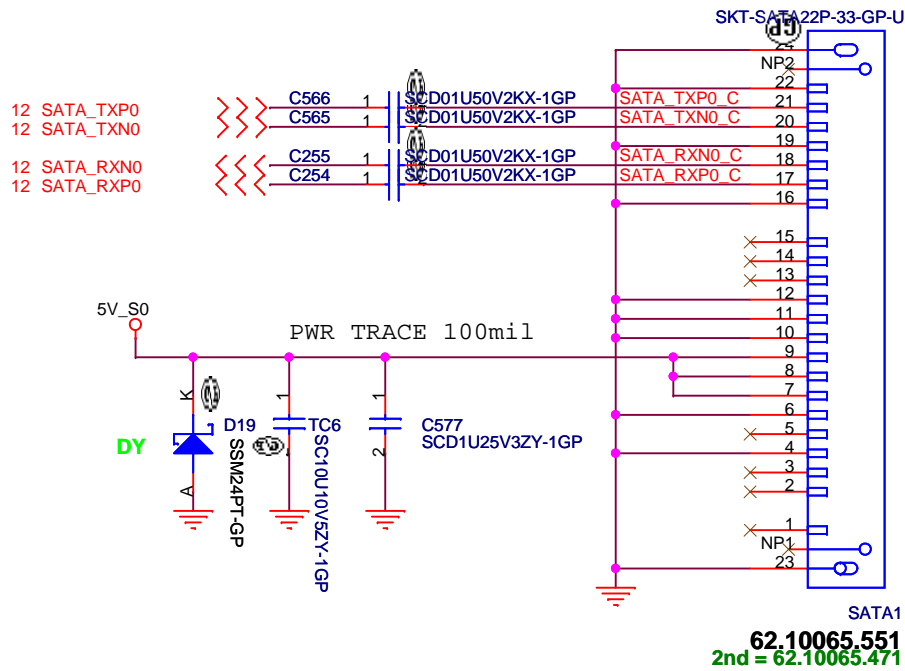 SKT-SATA22P-33-GP-U
24
NP2
22
12 SATA_TXP0 C566 1 SCD01U50V2KX-1GP SATA_TXP0_C 21
12 SATA_TXN0 C565 1 SCD01U50V2KX-1GP SATA_TXN0_C 20
19
12 SATA_RXN0 C255 1 SCD01U50V2KX-1GP SATA_RXN0_C 18
12 SATA_RXP0 C254 1 SCD01U50V2KX-1GP SATA_RXP0_C 17
16
15
14
13
12
5V_S0
11
PWR TRACE 100mil
10
9
8
7
K 1 1
6
DY D19 TC6 C577
5
SSM24PT-GP SC10U10V5ZY-1GP SCD1U25V3ZY-1GP
2
4
3
A
2
1
NP1
23
SATA1
62.10065.551
2nd = 62.10065.471